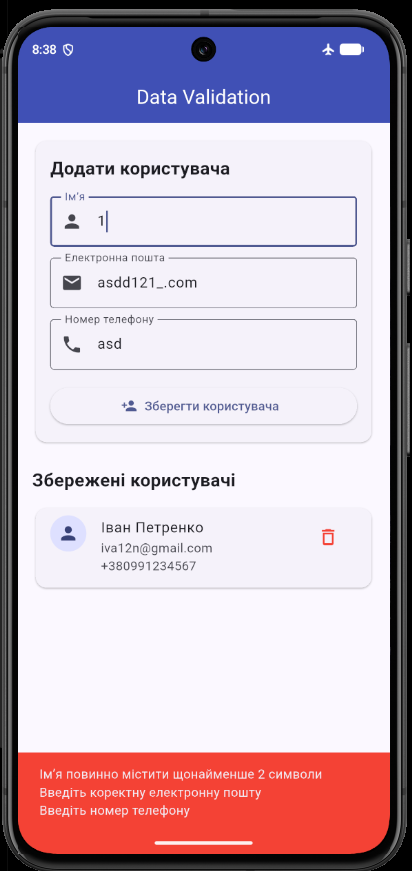 8:38
Data Validation
Додати користувача
Ім'я
1
Електронна пошта
asdd121_.com
Номер телефону
asd
Зберегти користувача
Збережені користувачі
Іван Петренко
iva12n@gmail.com
+380991234567
Ім'я повинно містити щонайменше 2 символи
Введіть коректну електронну пошту
Введіть номер телефону